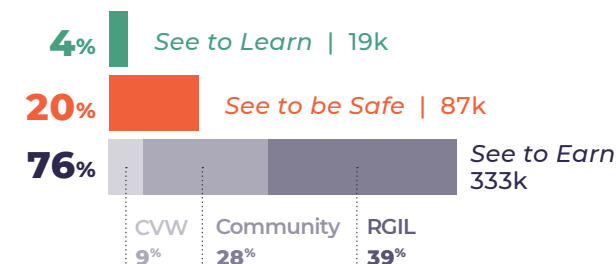 4% See to Learn | 19k
20% See to be Safe | 87k
76% See to Earn
333k
CVW Community RGIL
9% 28% 39%